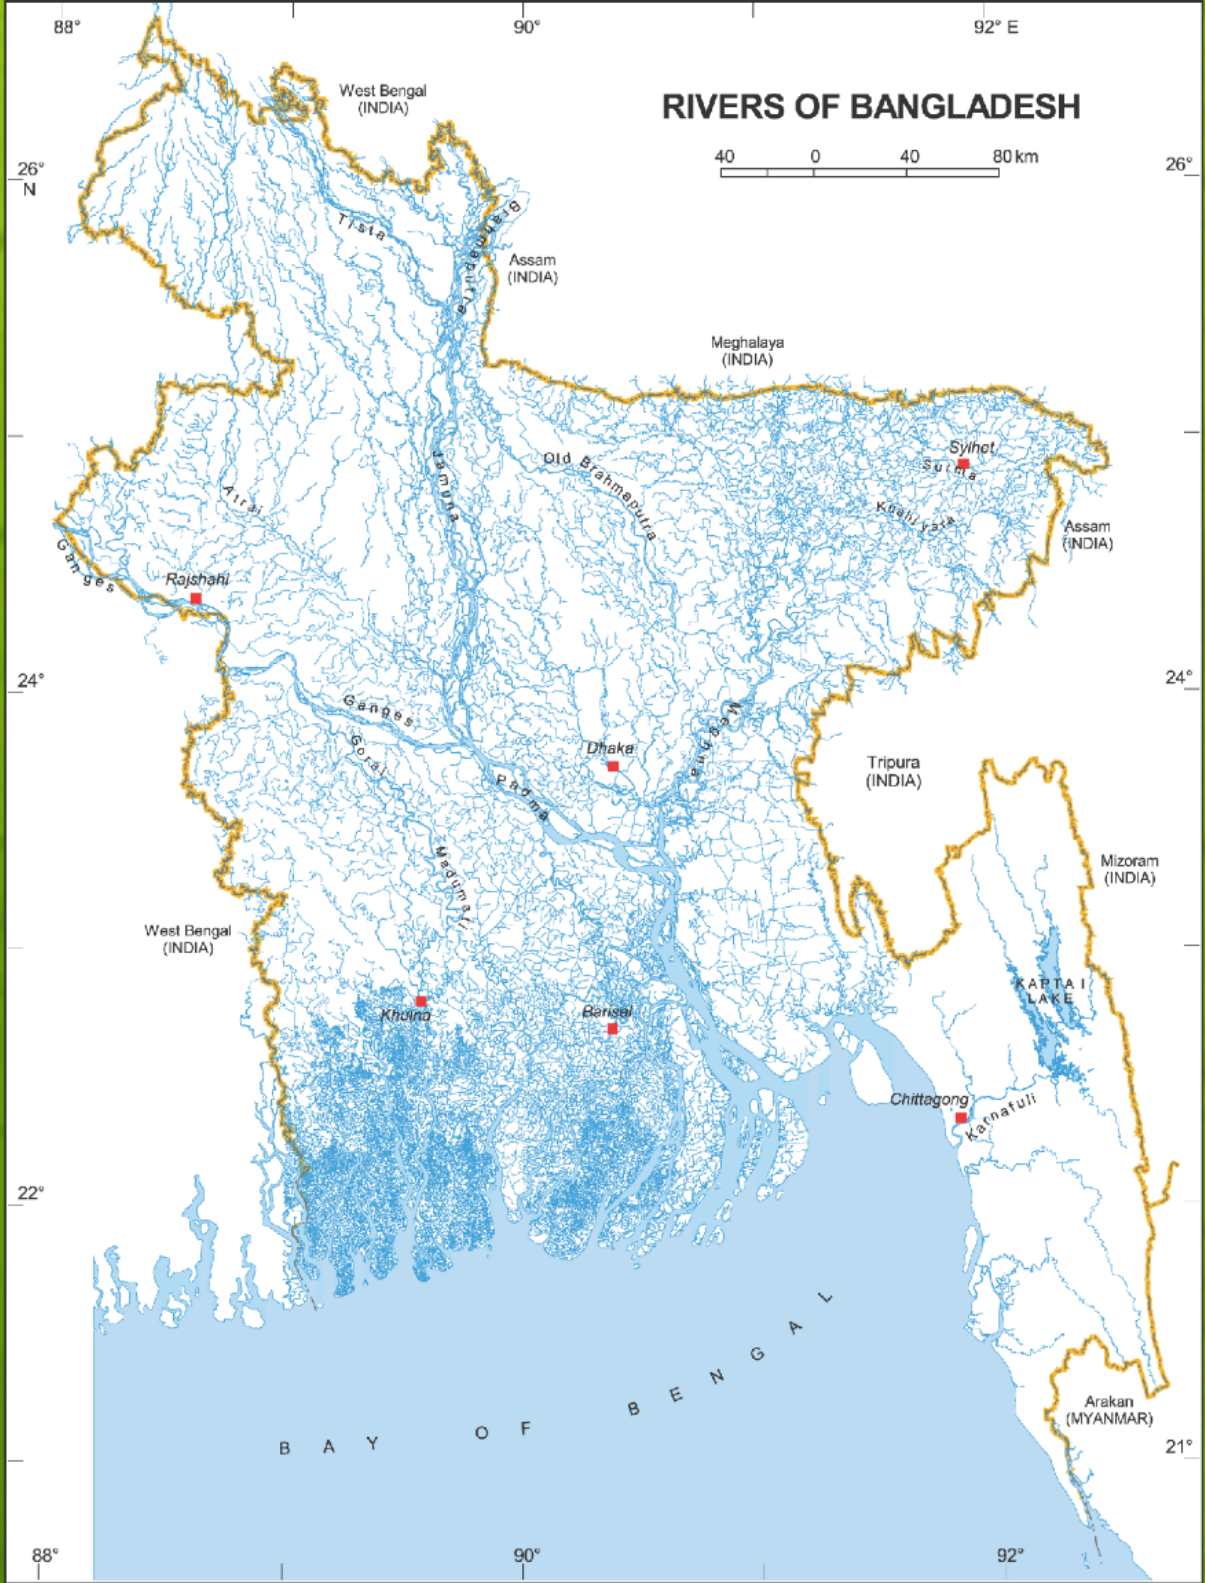 88°
90°
92° E
West Bengal
(INDIA)
RIVERS OF BANGLADESH
40 0 40 80 km
26°
N
26°
Tista
Brahmaputra
Assam
(INDIA)
Meghalaya
(INDIA)
Sylhet
Surma
Old Brahmaputra
Jamuna
Atrai
Kushiyara
Assam
(INDIA)
Ganges
Rajshahi
24°
24°
Ganges
Gorai
Meghna
Dhaka
Padma
Tripura
(INDIA)
Madumati
Mizoram
(INDIA)
West Bengal
(INDIA)
KAPTAI
LAKE
Khulna
Barisal
Chittagong
Karnafuli
22°
BAY OF BENGAL
Arakan
(MYANMAR)
21°
88°
90°
92°